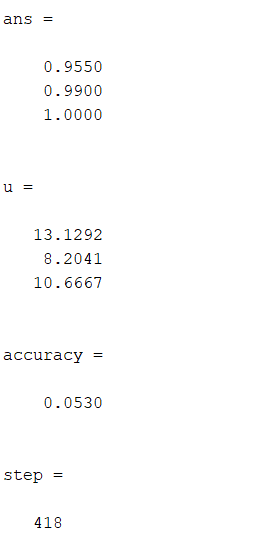 ans =
0.9550
0.9900
1.0000
u =
13.1292
8.2041
10.6667
accuracy =
0.0530
step =
418